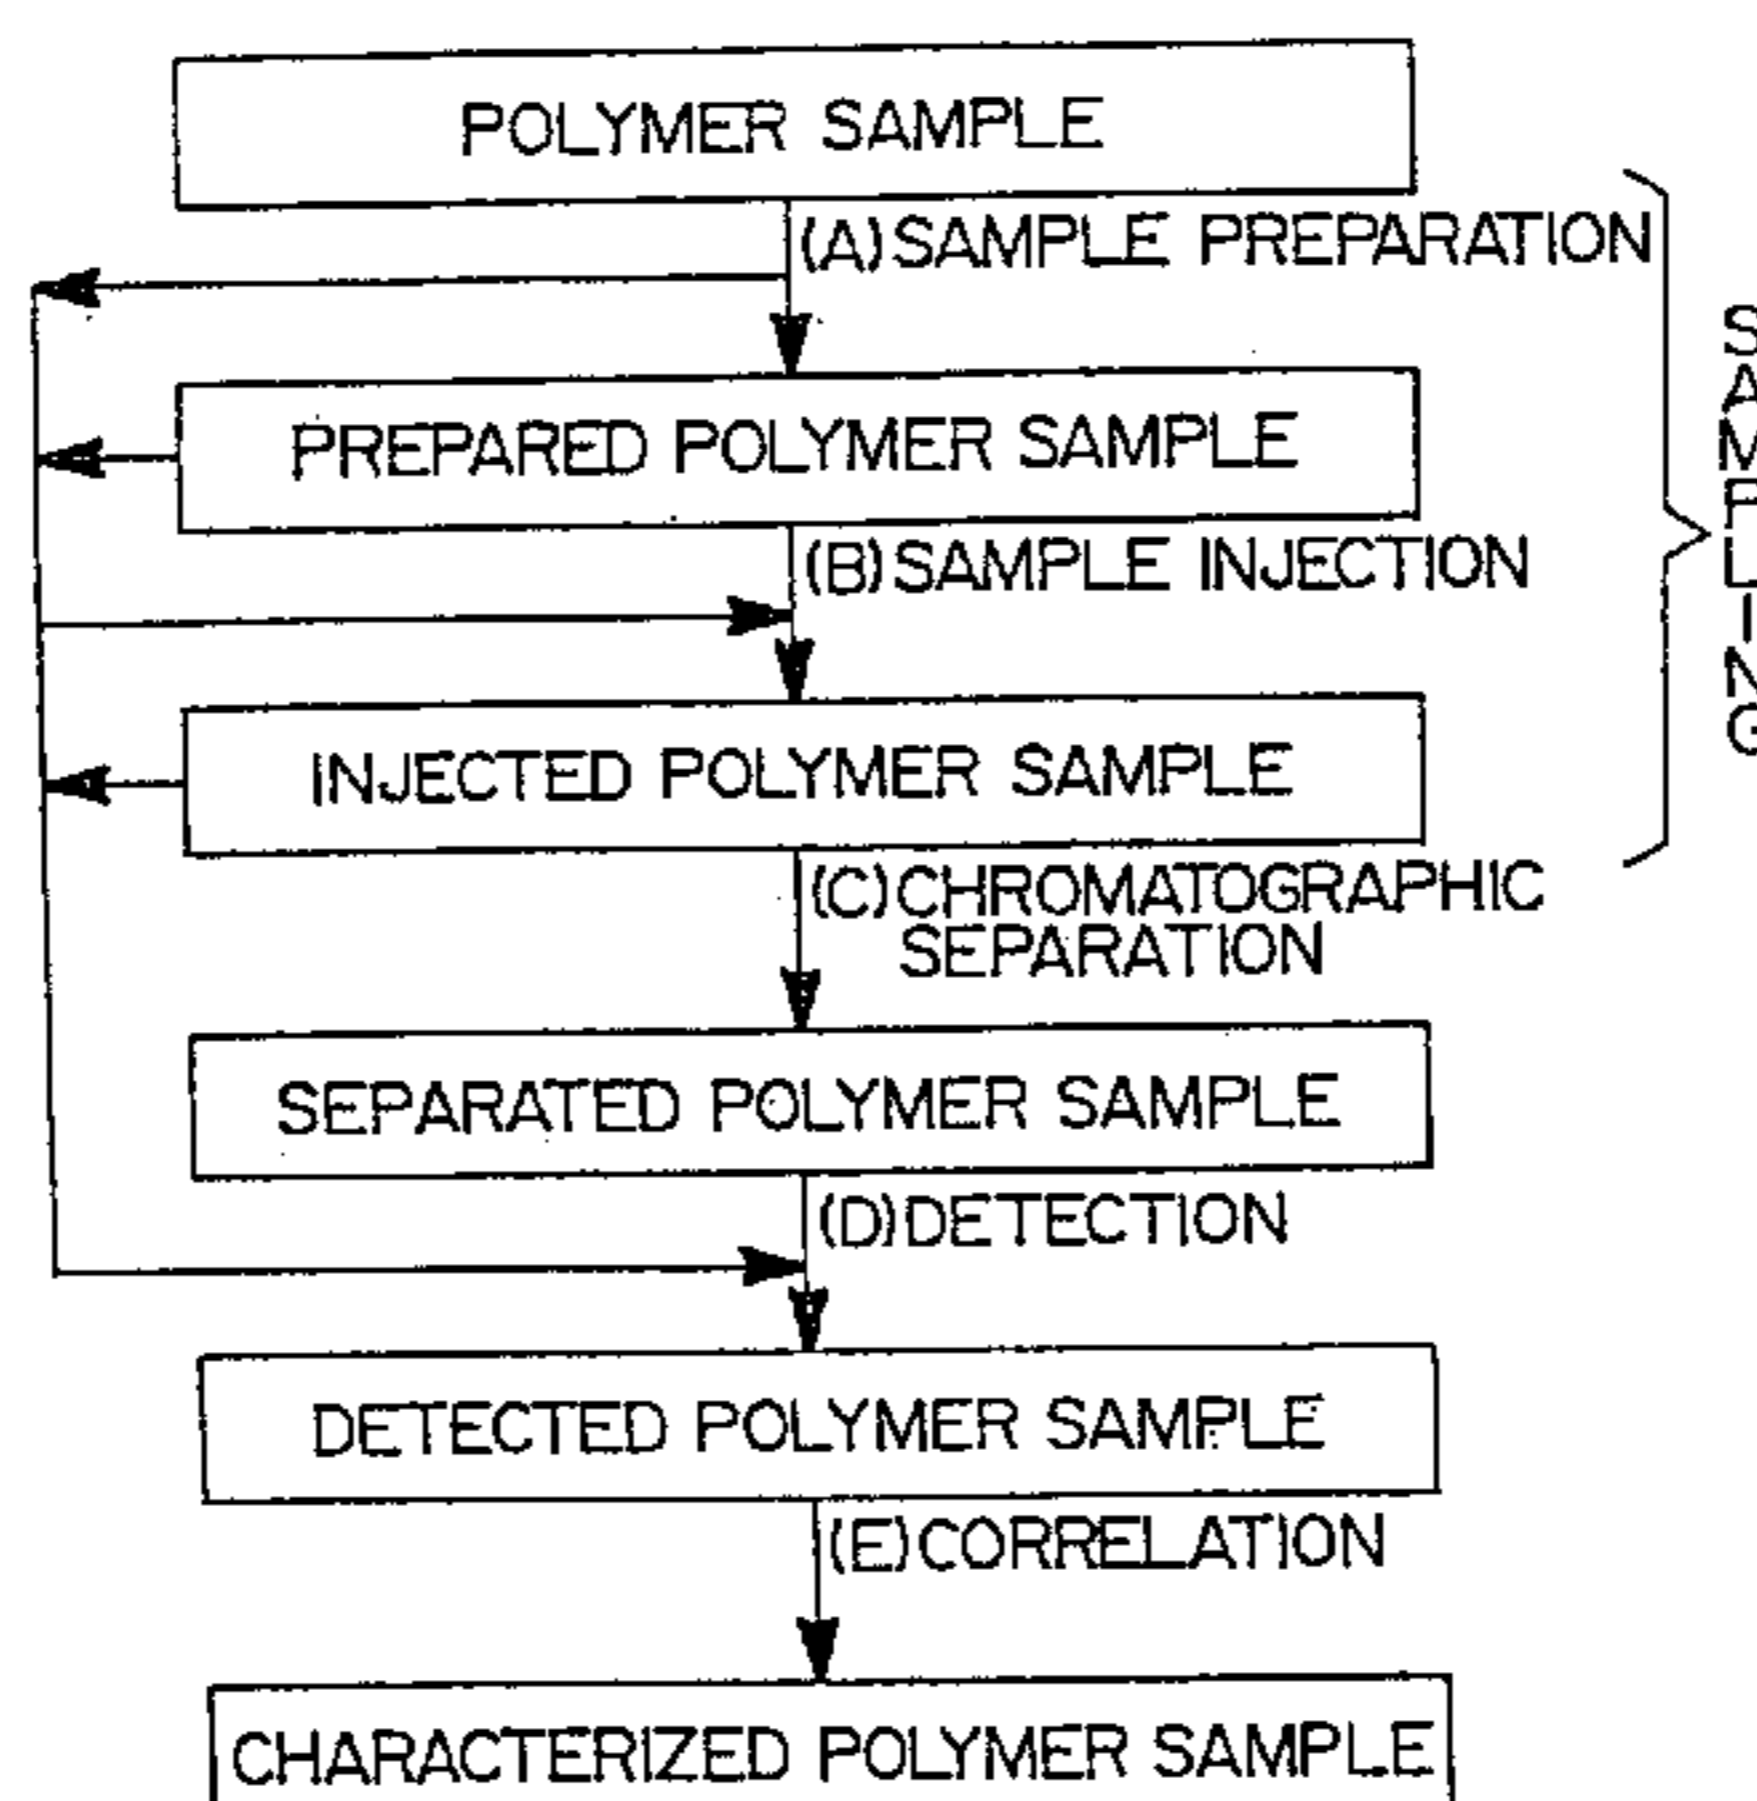 POLYMER SAMPLE
(A) SAMPLE PREPARATION
PREPARED POLYMER SAMPLE
(B) SAMPLE INJECTION
SAMPLING
INJECTED POLYMER SAMPLE
(C) CHROMATOGRAPHIC
SEPARATION
SEPARATED POLYMER SAMPLE
(D) DETECTION
DETECTED POLYMER SAMPLE
(E) CORRELATION
CHARACTERIZED POLYMER SAMPLE